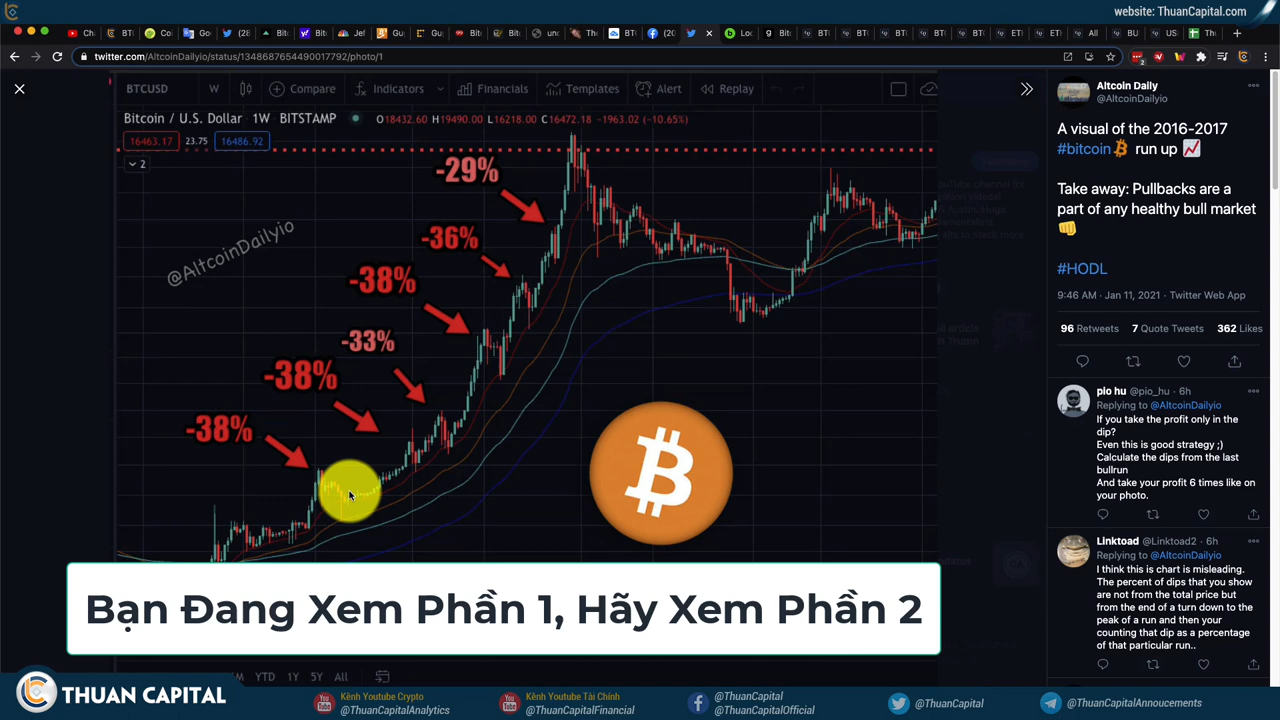 website: ThuanCapital.com
twitter.com/AltcoinDailyio/status/1348687654490017792/photo/1
BTCUSD W Compare Indicators Financials Templates Alert Replay
Bitcoin / U.S. Dollar 1W BITSTAMP O18432.60 H19490.00 L16218.00 C16472.18 −1963.02 (−10.65%)
16463.17 23.75 16486.92
2
@AltcoinDailyio
-29%
-36%
-38%
-33%
-38%
-38%
YTD 1Y 5Y All
Altcoin Daily
@AltcoinDailyio
A visual of the 2016-2017
#bitcoin run up
Take away: Pullbacks are a
part of any healthy bull market
#HODL
9:46 AM · Jan 11, 2021 · Twitter Web App
96 Retweets 7 Quote Tweets 362 Likes
pio hu @pio_hu · 6h
Replying to @AltcoinDailyio
If you take the profit only in the
dip?
Even this is good strategy ;)
Calculate the dips from the last
bullrun
And take your profit 6 times like on
your photo.
Linktoad @Linktoad2 · 6h
Replying to @AltcoinDailyio
I think this is chart is misleading.
The percent of dips that you show
are not from the total price but
from the end of a turn down to the
peak of a run and then your
counting that dip as a percentage
of that particular run..
Bạn Đang Xem Phần 1, Hãy Xem Phần 2
THUAN CAPITAL
Kênh Youtube Crypto
@ThuanCapitalAnalytics
Kênh Youtube Tài Chính
@ThuanCapitalFinancial
@ThuanCapital
@ThuanCapitalOfficial
@ThuanCapital
@ThuanCapitalAnnoucements